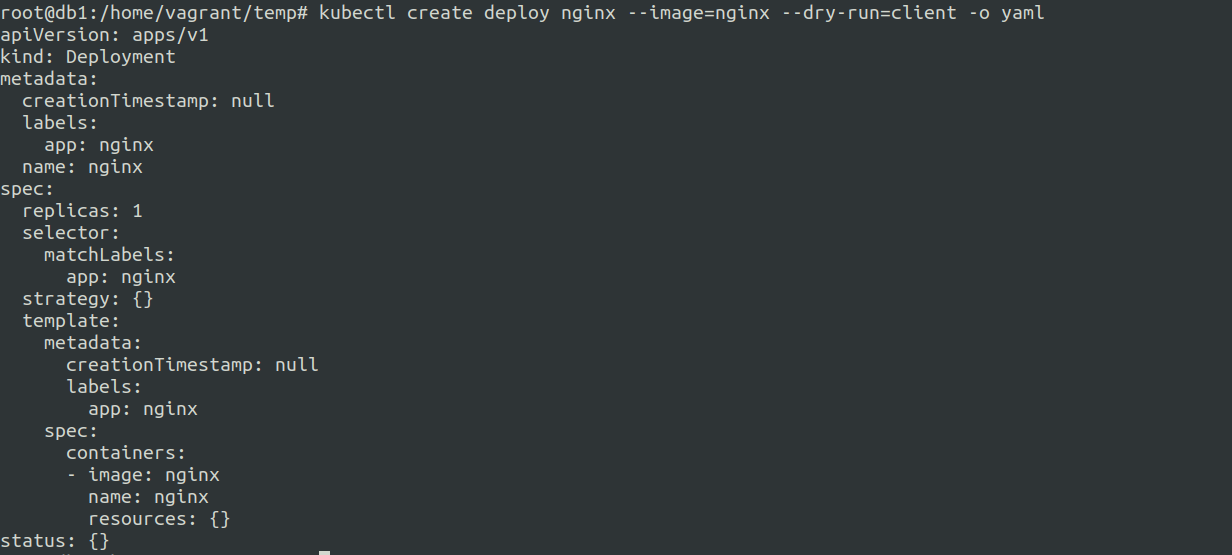 root@db1:/home/vagrant/temp# kubectl create deploy nginx --image=nginx --dry-run=client -o yaml
apiVersion: apps/v1
kind: Deployment
metadata:
  creationTimestamp: null
  labels:
    app: nginx
  name: nginx
spec:
  replicas: 1
  selector:
    matchLabels:
      app: nginx
  strategy: {}
  template:
    metadata:
      creationTimestamp: null
      labels:
        app: nginx
    spec:
      containers:
      - image: nginx
        name: nginx
        resources: {}
status: {}